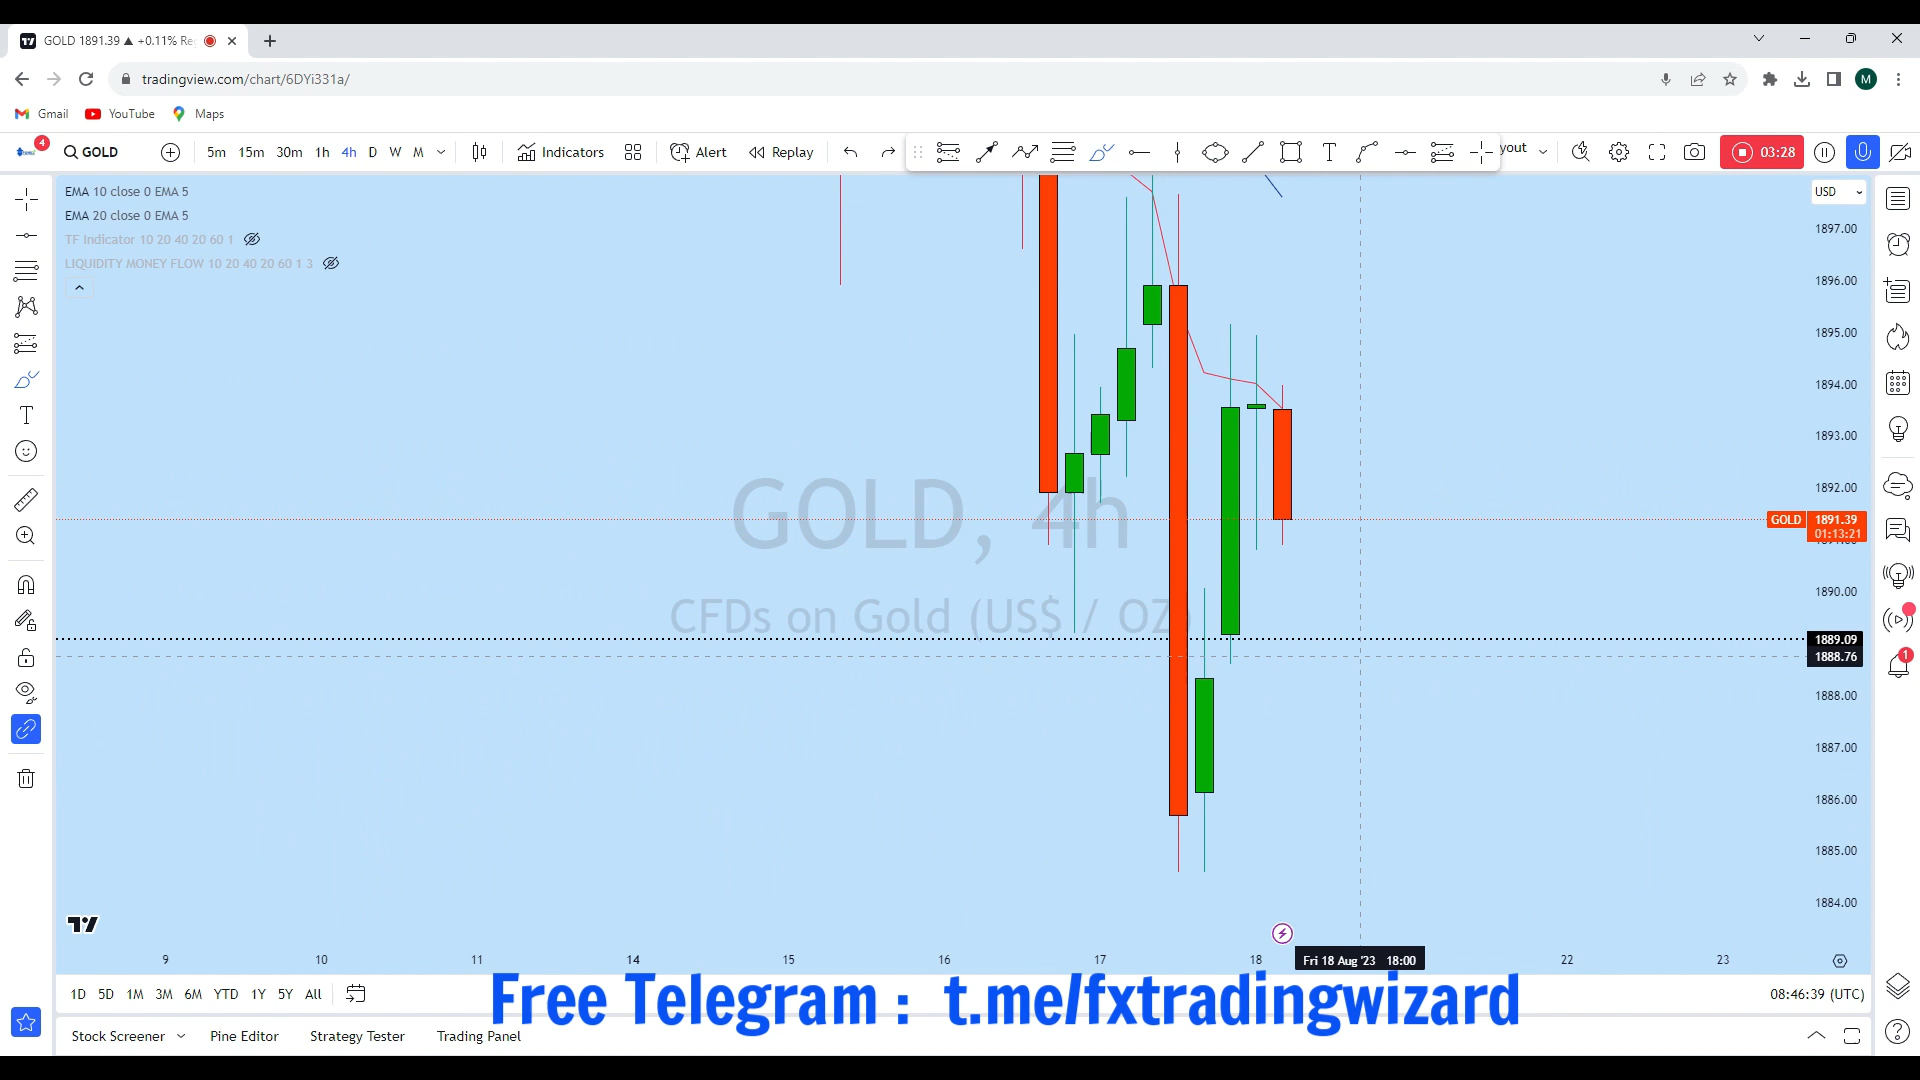 GOLD 1891.39 ▲ +0.11% Re
tradingview.com/chart/6DYi331a/
M
Gmail YouTube Maps
4 GOLD 5m 15m 30m 1h 4h D W M Indicators Alert Replay T yout 03:28
EMA 10 close 0 EMA 5
EMA 20 close 0 EMA 5
TF Indicator 10 20 40 20 60 1
LIQUIDITY MONEY FLOW 10 20 40 20 60 1 3
USD
1897.00
1896.00
1895.00
1894.00
1893.00
1892.00
GOLD 1891.39
01:13:21
1890.00
1889.09
1888.76
1888.00
1887.00
1886.00
1885.00
1884.00
GOLD, 4h
CFDs on Gold (US$ / OZ)
1
9 10 11 14 15 16 17 18 Fri 18 Aug '23 18:00 22 23
1D 5D 1M 3M 6M YTD 1Y 5Y All 08:46:39 (UTC)
Free Telegram : t.me/fxtradingwizard
Stock Screener Pine Editor Strategy Tester Trading Panel